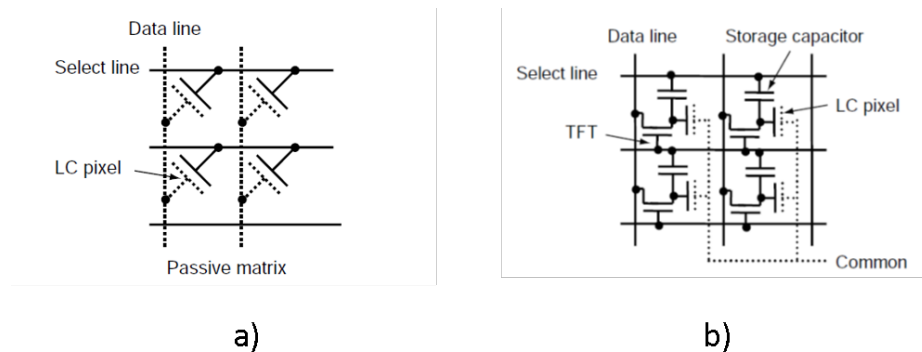 Data line
Select line
LC pixel
Passive matrix
a)
Data line
Storage capacitor
Select line
LC pixel
TFT
Common
b)